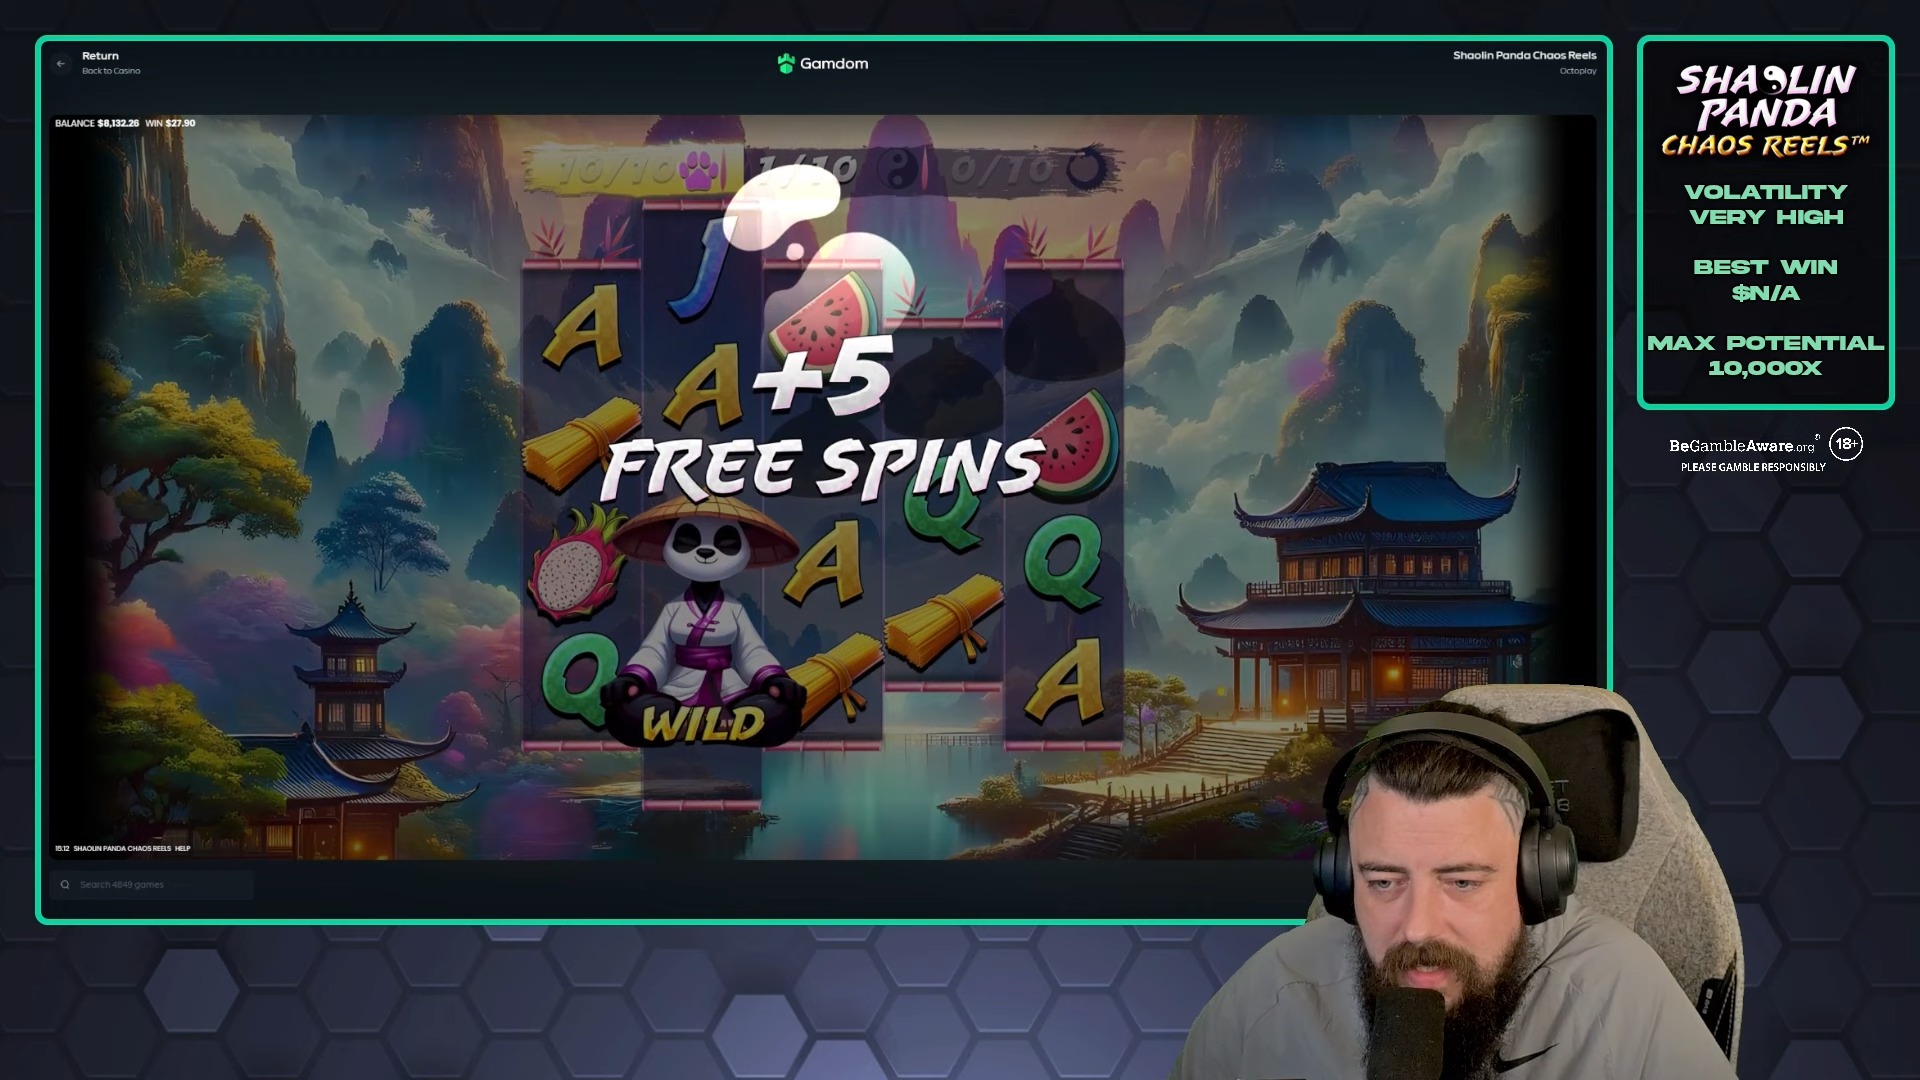 Return
Back to Casino
Gamdom
Shaolin Panda Chaos Reels
Octoplay
BALANCE $8,132.26 WIN $27.90
10/10 1/10 0/10
J
A
A
+5
FREE SPINS
Q
A
Q
Q
A
WILD
15:12 SHAOLIN PANDA CHAOS REELS HELP
Search 4849 games
SHAOLIN
PANDA
CHAOS REELS™
VOLATILITY
VERY HIGH
BEST WIN
$N/A
MAX POTENTIAL
10,000X
BeGambleAware.org® 18+
PLEASE GAMBLE RESPONSIBLY